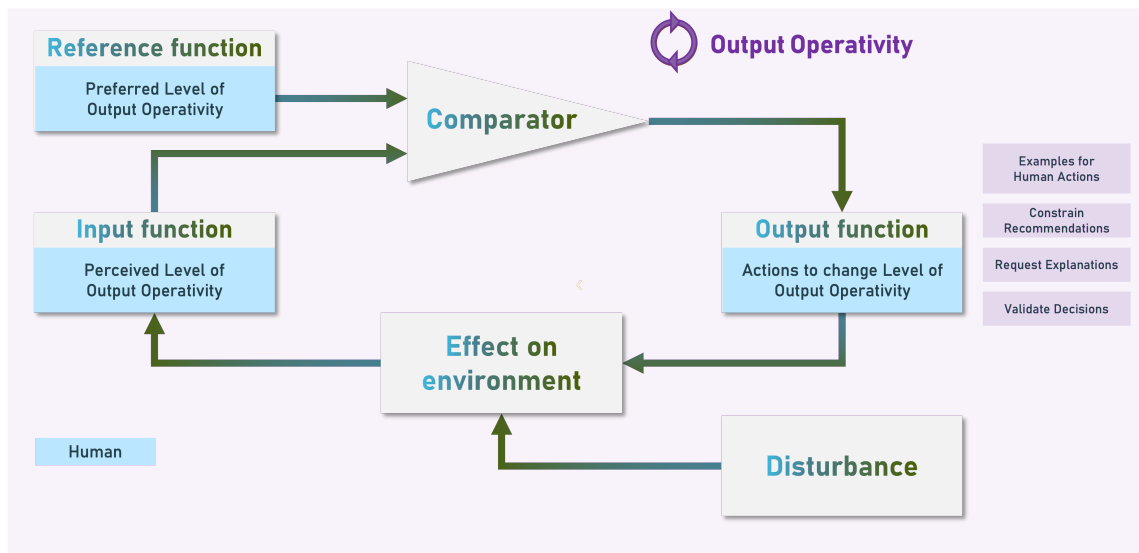 Output Operativity
Reference function
Preferred Level of
Output Operativity
Comparator
Input function
Perceived Level of
Output Operativity
Output function
Actions to change Level of
Output Operativity
Examples for
Human Actions
Constrain
Recommendations
Request Explanations
Validate Decisions
Effect on
environment
Human
Disturbance